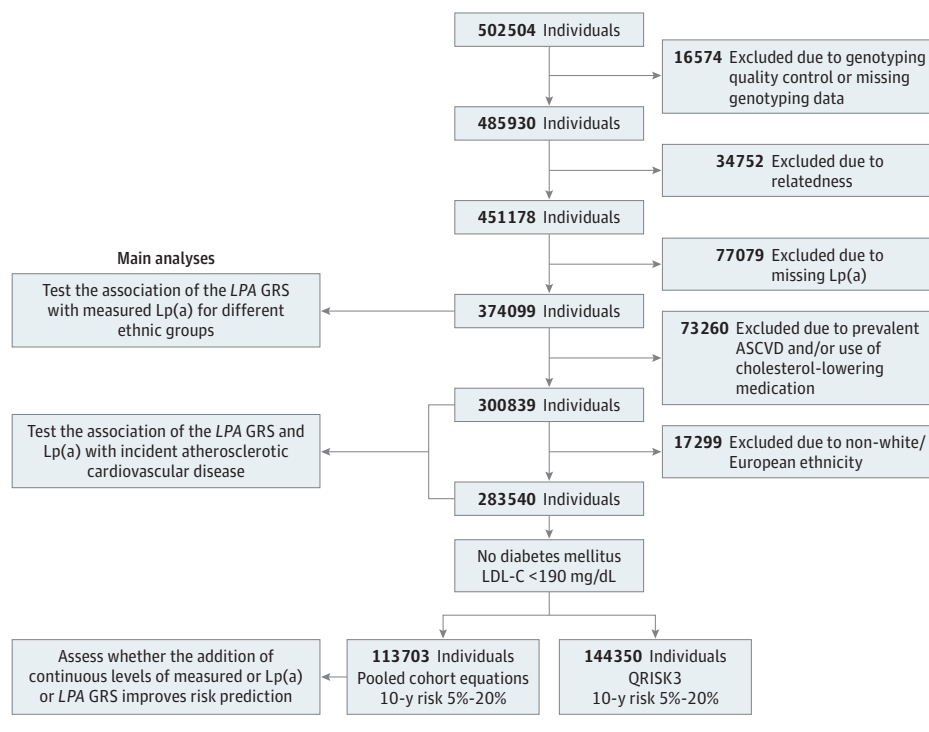 502504 Individuals
16574 Excluded due to genotyping
quality control or missing
genotyping data
485930 Individuals
34752 Excluded due to
relatedness
451178 Individuals
77079 Excluded due to
missing Lp(a)
Main analyses
Test the association of the LPA GRS
with measured Lp(a) for different
ethnic groups
374099 Individuals
73260 Excluded due to prevalent
ASCVD and/or use of
cholesterol-lowering
medication
300839 Individuals
Test the association of the LPA GRS and
Lp(a) with incident atherosclerotic
cardiovascular disease
17299 Excluded due to non-white/
European ethnicity
283540 Individuals
No diabetes mellitus
LDL-C <190 mg/dL
Assess whether the addition of
continuous levels of measured or Lp(a)
or LPA GRS improves risk prediction
113703 Individuals
Pooled cohort equations
10-y risk 5%-20%
144350 Individuals
QRISK3
10-y risk 5%-20%